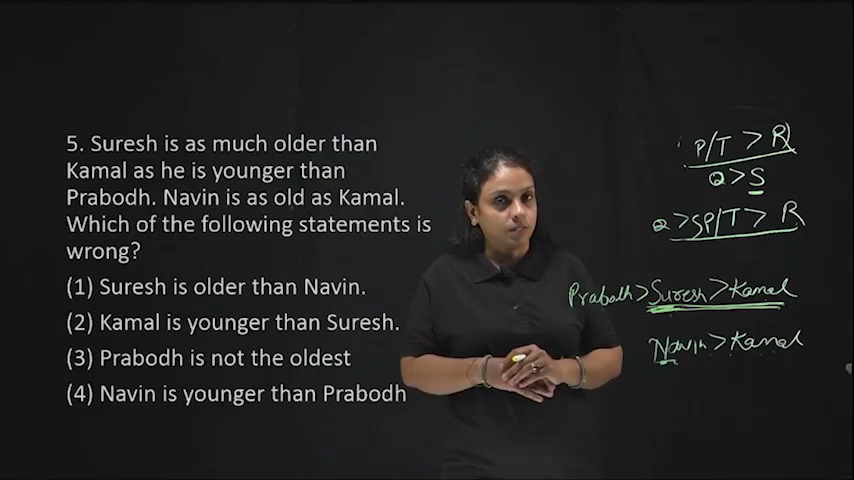 5. Suresh is as much older than
Kamal as he is younger than
Prabodh. Navin is as old as Kamal.
Which of the following statements is
wrong?
(1) Suresh is older than Navin.
(2) Kamal is younger than Suresh.
(3) Prabodh is not the oldest
(4) Navin is younger than Prabodh
P/T > R
Q > S
Q > SP/T > R
Prabodh > Suresh > Kamal
Navin > Kamal